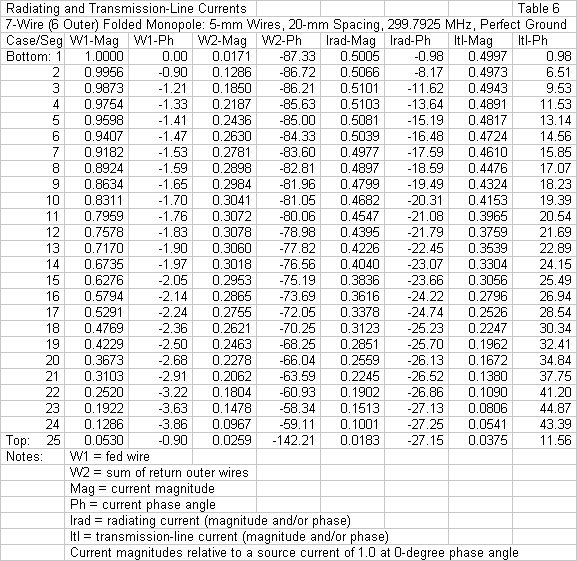 Radiating and Transmission-Line Currents Table 6
7-Wire (6 Outer) Folded Monopole: 5-mm Wires, 20-mm Spacing, 299.7925 MHz, Perfect Ground
Case/Seg W1-Mag W1-Ph W2-Mag W2-Ph Irad-Mag Irad-Ph Itl-Mag Itl-Ph
Bottom: 1 1.0000 0.00 0.0171 -87.33 0.5005 -0.98 0.4997 0.98
2 0.9956 -0.90 0.1286 -86.72 0.5066 -8.17 0.4973 6.51
3 0.9873 -1.21 0.1850 -86.21 0.5101 -11.62 0.4943 9.53
4 0.9754 -1.33 0.2187 -85.63 0.5103 -13.64 0.4891 11.53
5 0.9598 -1.41 0.2436 -85.00 0.5081 -15.19 0.4817 13.14
6 0.9407 -1.47 0.2630 -84.33 0.5039 -16.48 0.4724 14.56
7 0.9182 -1.53 0.2781 -83.60 0.4977 -17.59 0.4610 15.85
8 0.8924 -1.59 0.2898 -82.81 0.4897 -18.59 0.4476 17.07
9 0.8634 -1.65 0.2984 -81.96 0.4799 -19.49 0.4324 18.23
10 0.8311 -1.70 0.3041 -81.05 0.4682 -20.31 0.4153 19.39
11 0.7959 -1.76 0.3072 -80.06 0.4547 -21.08 0.3965 20.54
12 0.7578 -1.83 0.3078 -78.98 0.4395 -21.79 0.3759 21.69
13 0.7170 -1.90 0.3060 -77.82 0.4226 -22.45 0.3539 22.89
14 0.6735 -1.97 0.3018 -76.56 0.4040 -23.07 0.3304 24.15
15 0.6276 -2.05 0.2953 -75.19 0.3836 -23.66 0.3056 25.49
16 0.5794 -2.14 0.2865 -73.69 0.3616 -24.22 0.2796 26.94
17 0.5291 -2.24 0.2755 -72.05 0.3378 -24.74 0.2526 28.54
18 0.4769 -2.36 0.2621 -70.25 0.3123 -25.23 0.2247 30.34
19 0.4229 -2.50 0.2463 -68.25 0.2851 -25.70 0.1962 32.41
20 0.3673 -2.68 0.2278 -66.04 0.2559 -26.13 0.1672 34.84
21 0.3103 -2.91 0.2062 -63.59 0.2245 -26.52 0.1380 37.75
22 0.2520 -3.22 0.1804 -60.93 0.1902 -26.86 0.1090 41.20
23 0.1922 -3.63 0.1478 -58.34 0.1513 -27.13 0.0806 44.87
24 0.1286 -3.86 0.0967 -59.11 0.1001 -27.25 0.0541 43.39
Top: 25 0.0530 -0.90 0.0259 -142.21 0.0183 -27.15 0.0375 11.56
Notes: W1 = fed wire
W2 = sum of return outer wires
Mag = current magnitude
Ph = current phase angle
Irad = radiating current (magnitude and/or phase)
Itl = transmission-line current (magnitude and/or phase)
Current magnitudes relative to a source current of 1.0 at 0-degree phase angle